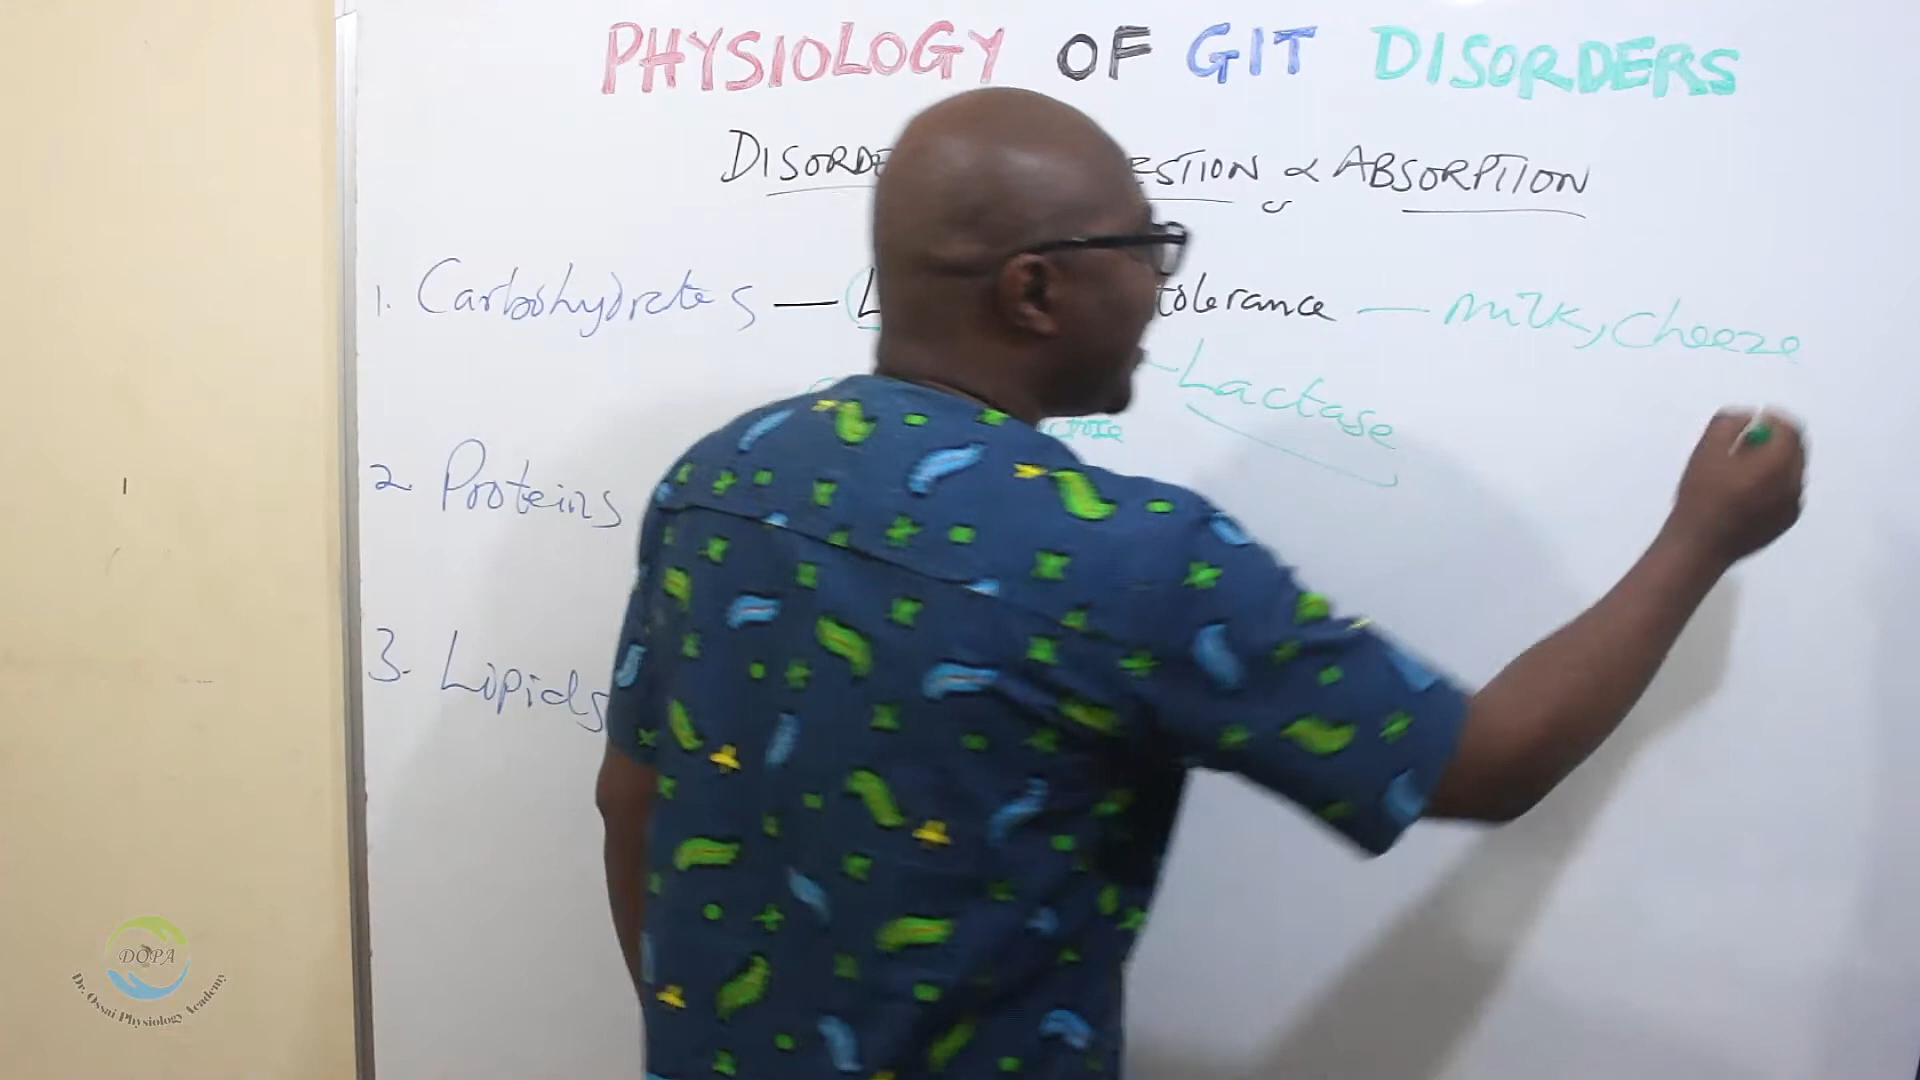 PHYSIOLOGY OF GIT DISORDERS
DISORDE ESTION & ABSORPTION
1. Carbohydrates — L tolerance — milk, cheeze
Lactase
2 Proteins
3. Lipids
DOPA
Dr. Ossai Physiology Academy